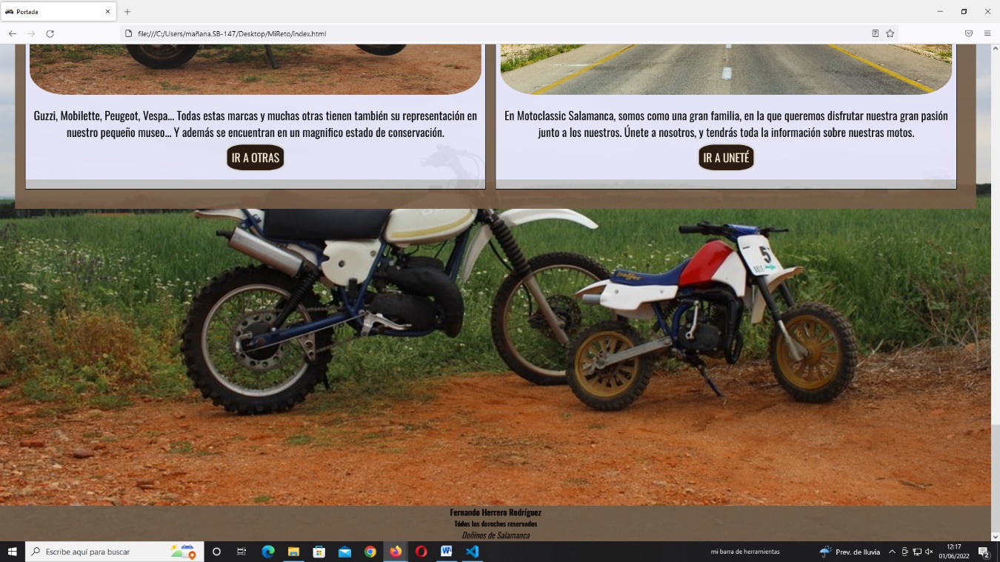 Portada
file:///C:/Users/mañana.SB-147/Desktop/MiReto/index.html
Guzzi, Mobilette, Peugeot, Vespa... Todas estas marcas y muchas otras tienen también su representación en
nuestro pequeño museo... Y además se encuentran en un magnifico estado de conservación.
IR A OTRAS
En Motoclassic Salamanca, somos como una gran familia, en la que queremos disfrutar nuestra gran pasión
junto a los nuestros. Únete a nosotros, y tendrás toda la información sobre nuestras motos.
IR A UNETÉ
5
Fernando Herrero Rodríguez
Tódos los derechos reservados
Doñinos de Salamanca
Escribe aquí para buscar
mi barra de herramientas
Prev. de lluvia
12:17
01/06/2022
2